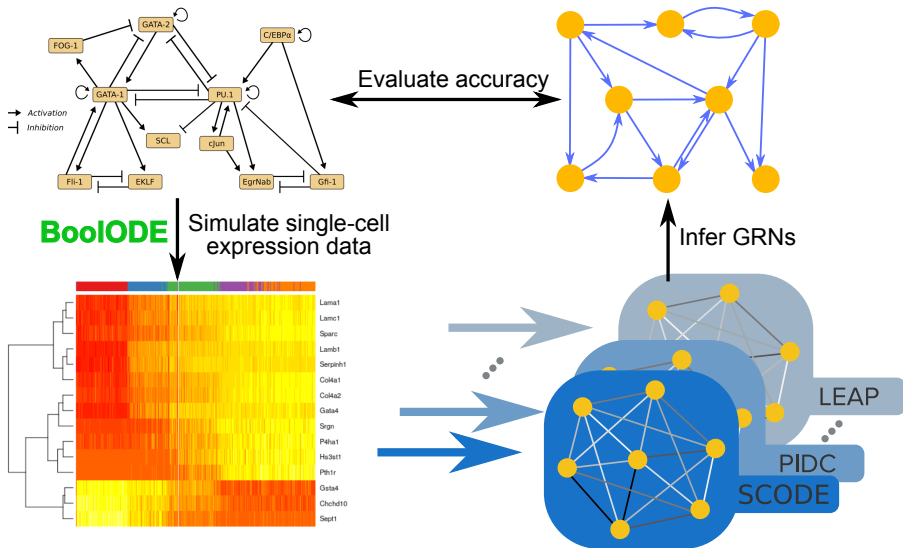 GATA-2
FOG-1
C/EBPα
GATA-1
PU.1
Activation
Inhibition
SCL
cJun
Fli-1
EKLF
EgrNab
Gfi-1
Evaluate accuracy
BoolODE
Simulate single-cell
expression data
Infer GRNs
Lama1
Lamc1
Sparc
Lamb1
Serpinh1
Col4a1
Col4a2
Gata4
Srgn
P4ha1
Hs3st1
Pth1r
Gsta4
Chchd10
Sept1
LEAP
PIDC
SCODE